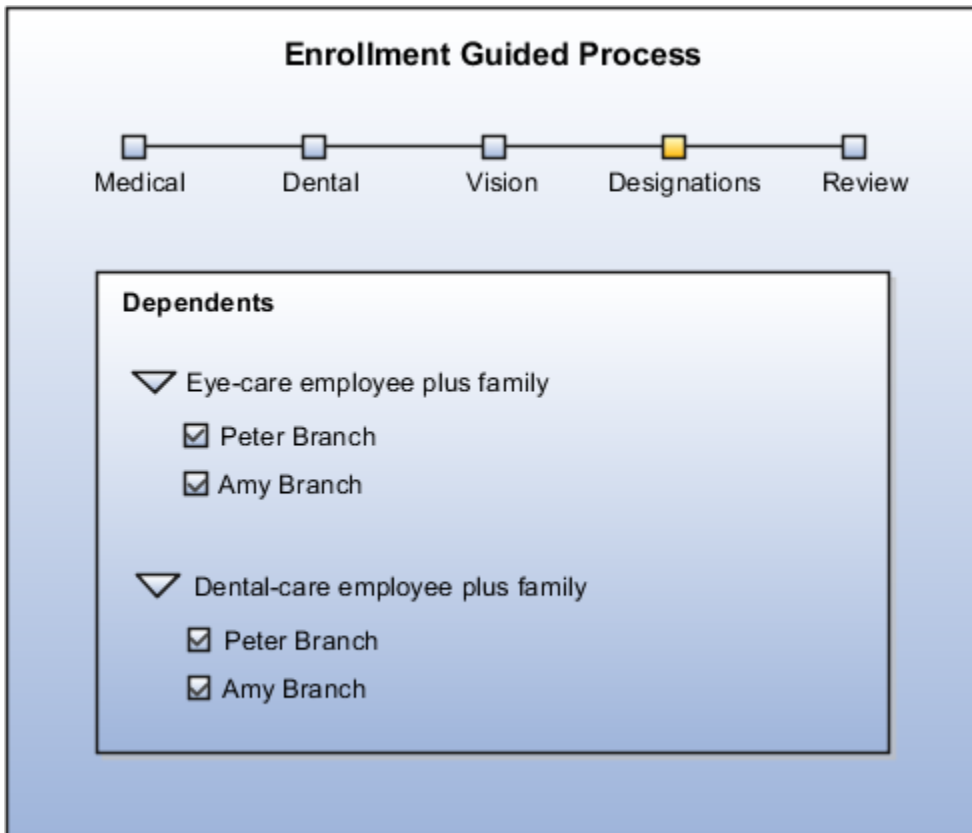 Enrollment Guided Process
Medical Dental Vision Designations Review
Dependents
Eye-care employee plus family
Peter Branch
Amy Branch
Dental-care employee plus family
Peter Branch
Amy Branch